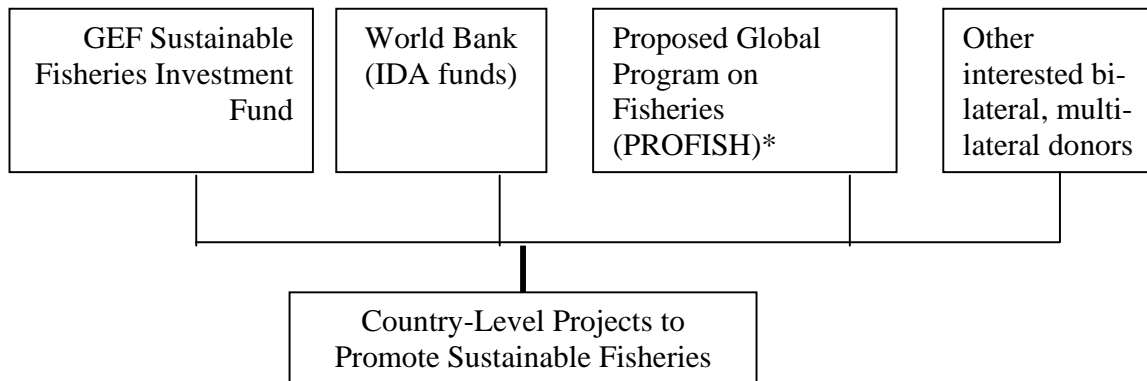 GEF Sustainable
Fisheries Investment
Fund
World Bank
(IDA funds)
Proposed Global
Program on
Fisheries
(PROFISH)*
Other
interested bi-
lateral, multi-
lateral donors
Country-Level Projects to
Promote Sustainable Fisheries